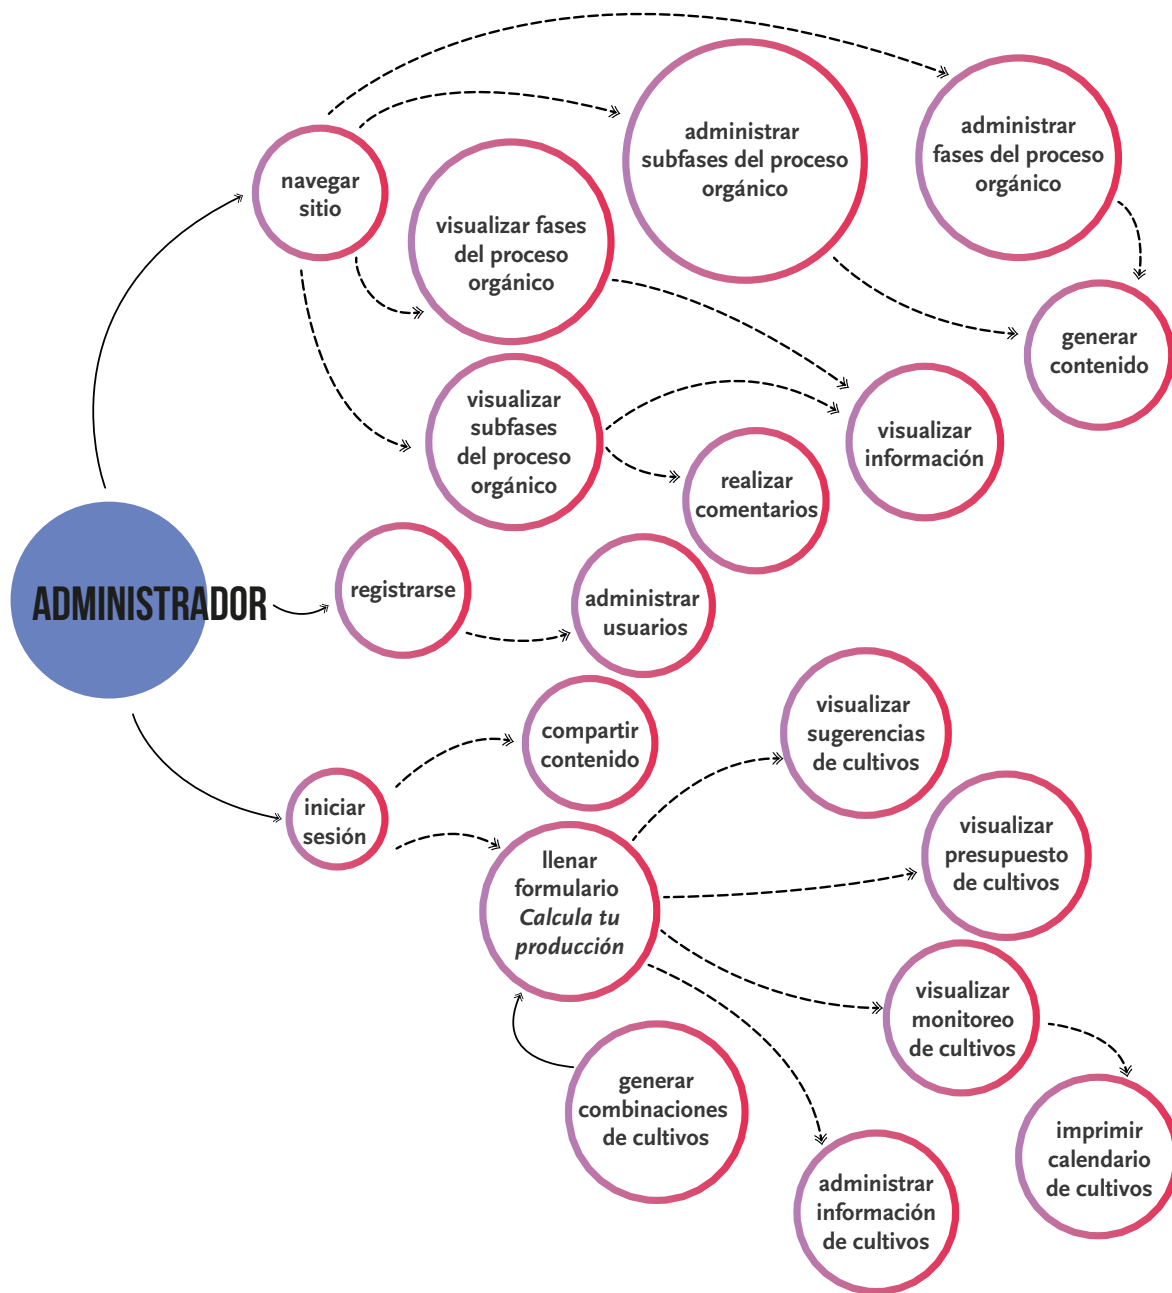 administrar
subfases del proceso
orgánico
administrar
fases del proceso
orgánico
navegar
sitio
visualizar fases
del proceso
orgánico
generar
contenido
visualizar
subfases
del proceso
orgánico
visualizar
información
realizar
comentarios
ADMINISTRADOR
registrarse
administrar
usuarios
compartir
contenido
visualizar
sugerencias
de cultivos
iniciar
sesión
llenar
formulario
Calcula tu
producción
visualizar
presupuesto
de cultivos
visualizar
monitoreo
de cultivos
generar
combinaciones
de cultivos
imprimir
calendario
de cultivos
administrar
información
de cultivos